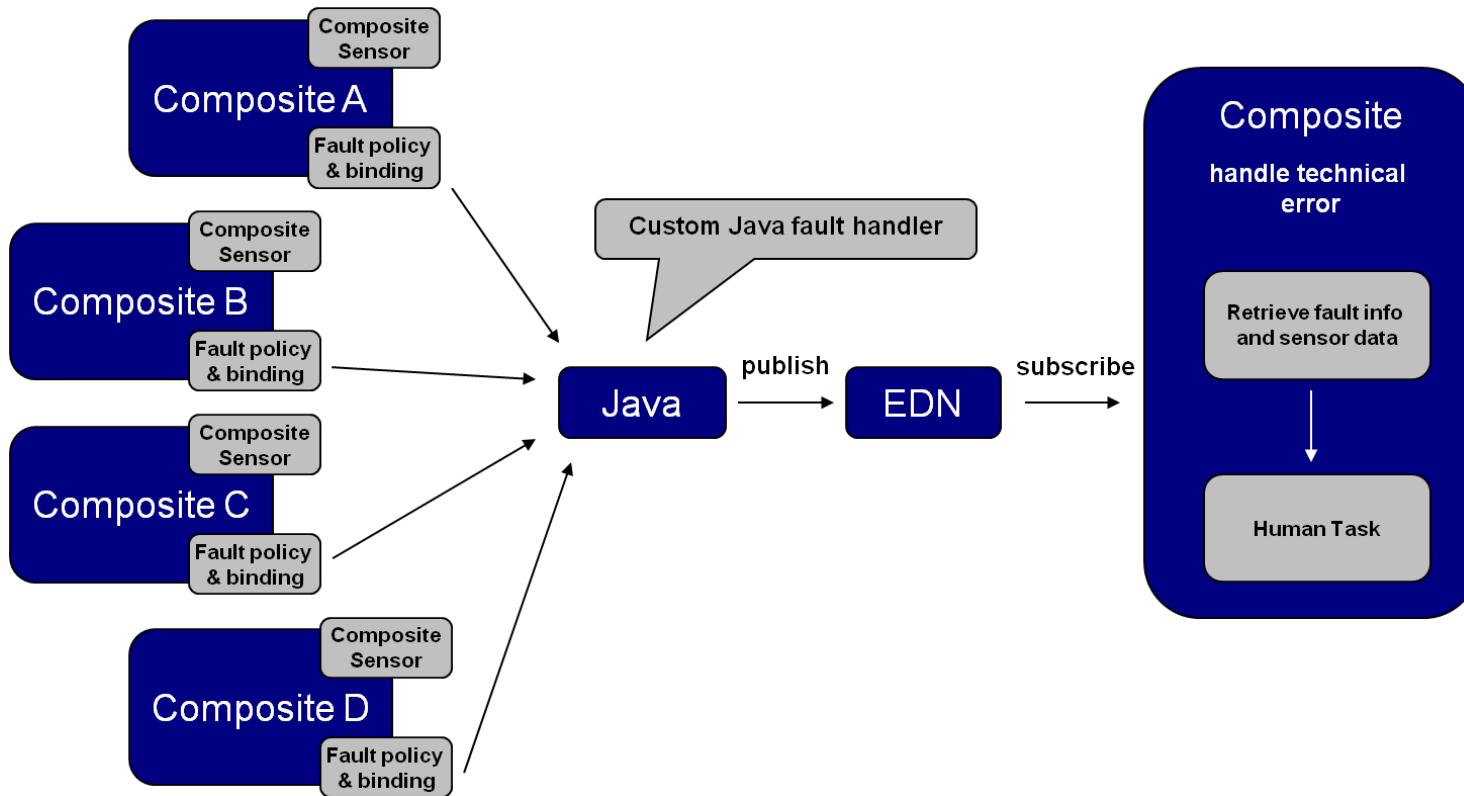 Composite
Sensor
Composite A
Fault policy
& binding
Composite
Sensor
Composite B
Fault policy
& binding
Composite
Sensor
Composite C
Fault policy
& binding
Composite
Sensor
Composite D
Fault policy
& binding
Custom Java fault handler
Java
publish
EDN
subscribe
Composite
handle technical
error
Retrieve fault info
and sensor data
Human Task